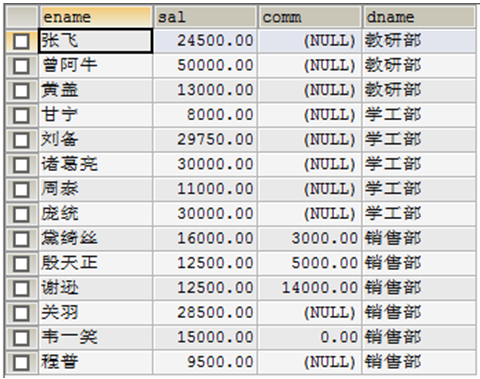 ename sal comm dname
张飞 24500.00 (NULL) 教研部
曾阿牛 50000.00 (NULL) 教研部
黄盖 13000.00 (NULL) 教研部
甘宁 8000.00 (NULL) 学工部
刘备 29750.00 (NULL) 学工部
诸葛亮 30000.00 (NULL) 学工部
周泰 11000.00 (NULL) 学工部
庞统 30000.00 (NULL) 学工部
黛绮丝 16000.00 3000.00 销售部
殷天正 12500.00 5000.00 销售部
谢逊 12500.00 14000.00 销售部
关羽 28500.00 (NULL) 销售部
韦一笑 15000.00 0.00 销售部
程普 9500.00 (NULL) 销售部